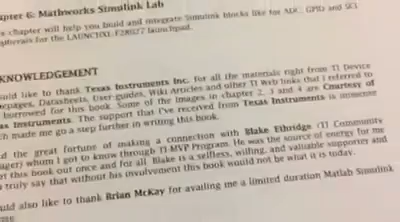 apter 6: Mathworks Simulink Lab
chapter will help you build and integrate Simulink blocks like for ADC, GPIO and SCI
ipherals for the LAUNCHXL-F28027 launchpad.
KNOWLEDGEMENT
uld like to thank Texas Instruments Inc. for all the materials right from TI Device
epages, Datasheets, User-guides, Wiki Articles and other TI Web links that I referred to
borrowed for this book. Some of the images in chapter 2, 3 and 4 are Courtesy of
as Instruments. The support that I've received from Texas Instruments is immense
ch made me go a step further in writing this book.
d the great fortune of making a connection with Blake Ethridge (TI Community
ager) whom I got to know through TI-MVP Program. He was the source of energy for me
rt this book out once and for all. Blake is a selfless, willing, and valuable supporter and
truly say that without his involvement this book would not be what it is today.
uld also like to thank Brian McKay for availing me a limited duration Matlab Simulink